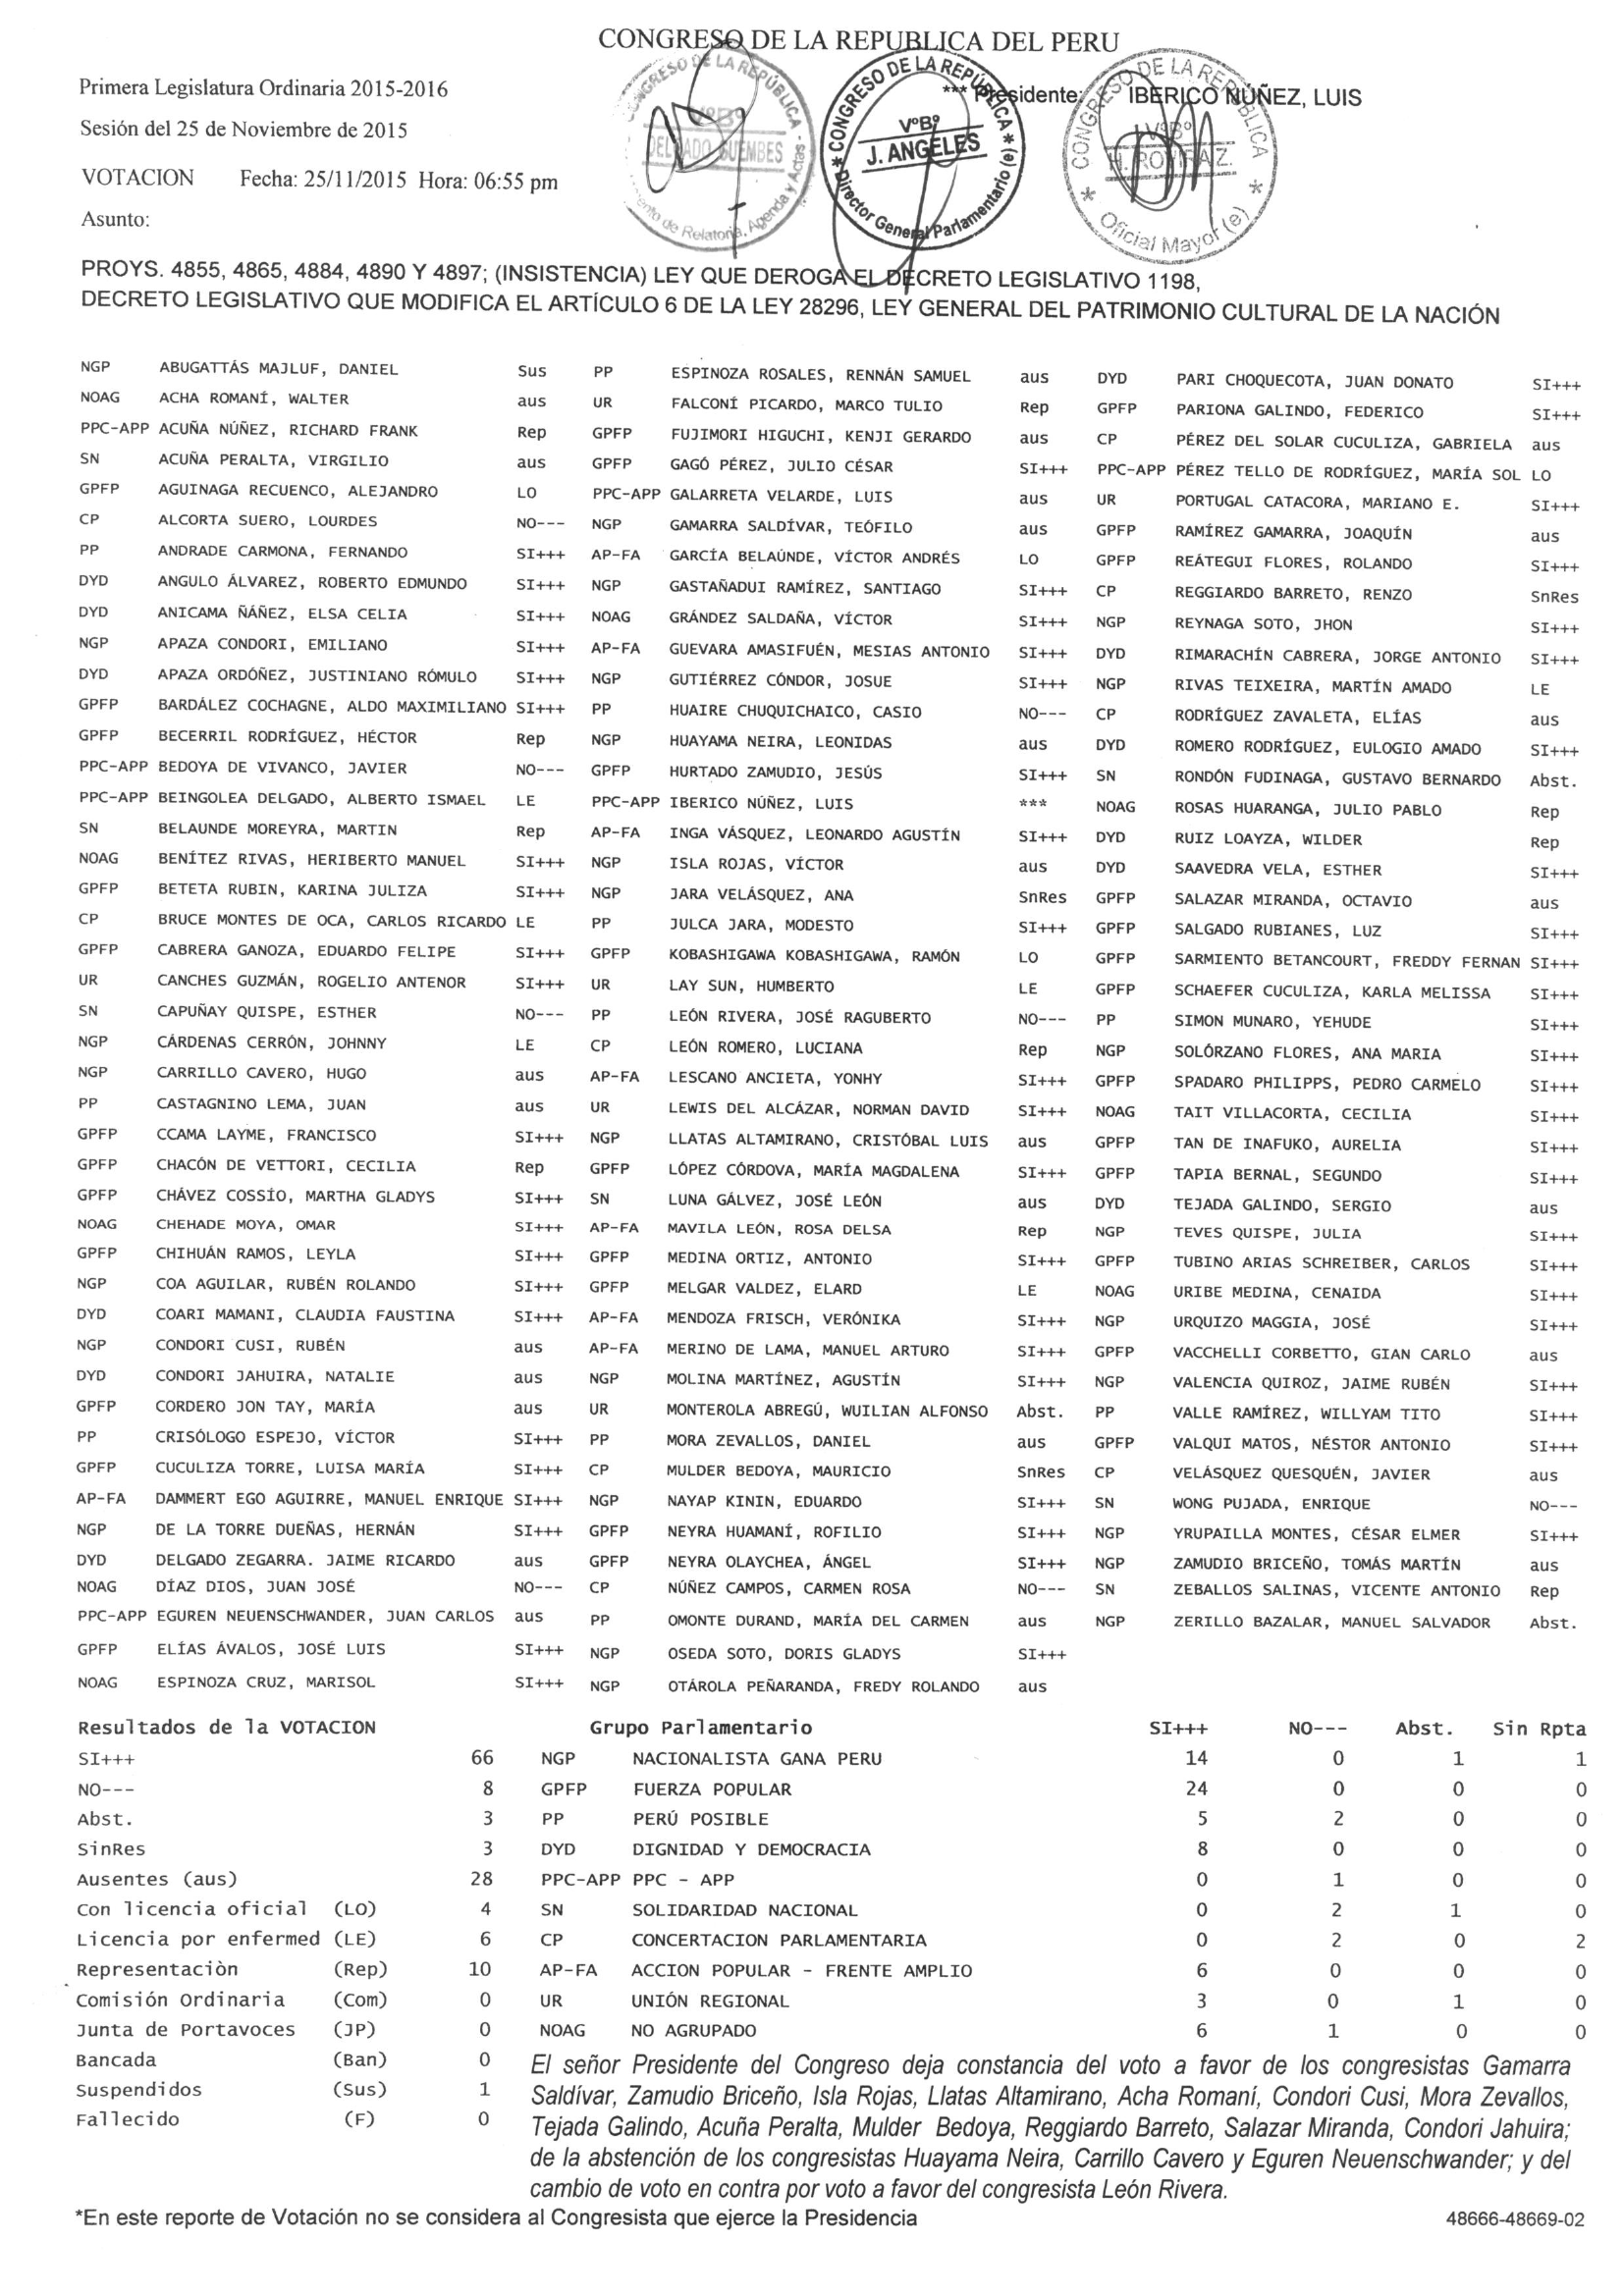 CONGRESO DE LA REPUBLICA DEL PERU
Primera Legislatura Ordinaria 2015-2016
*** Presidente: IBERICO NÚÑEZ, LUIS
Sesión del 25 de Noviembre de 2015
VOTACION Fecha: 25/11/2015 Hora: 06:55 pm
Asunto:
CONGRESO DE LA REPÚBLICA
VºBº
DELGADO GUEMBES
de Relatoria, Agenda y Actas
CONGRESO DE LA REPÚBLICA
VºBº
J. ANGELES
Director General Parlamentario (e)
CONGRESO DE LA REPÚBLICA
VºBº
H. ROVIRA Z.
Oficial Mayor (e)
PROYS. 4855, 4865, 4884, 4890 Y 4897; (INSISTENCIA) LEY QUE DEROGA EL DECRETO LEGISLATIVO 1198,
DECRETO LEGISLATIVO QUE MODIFICA EL ARTÍCULO 6 DE LA LEY 28296, LEY GENERAL DEL PATRIMONIO CULTURAL DE LA NACIÓN
NGP ABUGATTÁS MAJLUF, DANIEL Sus PP ESPINOZA ROSALES, RENNÁN SAMUEL aus DYD PARI CHOQUECOTA, JUAN DONATO SI+++
NOAG ACHA ROMANÍ, WALTER aus UR FALCONÍ PICARDO, MARCO TULIO Rep GPFP PARIONA GALINDO, FEDERICO SI+++
PPC-APP ACUÑA NÚÑEZ, RICHARD FRANK Rep GPFP FUJIMORI HIGUCHI, KENJI GERARDO aus CP PÉREZ DEL SOLAR CUCULIZA, GABRIELA aus
SN ACUÑA PERALTA, VIRGILIO aus GPFP GAGÓ PÉREZ, JULIO CÉSAR SI+++ PPC-APP PÉREZ TELLO DE RODRÍGUEZ, MARÍA SOL LO
GPFP AGUINAGA RECUENCO, ALEJANDRO LO PPC-APP GALARRETA VELARDE, LUIS aus UR PORTUGAL CATACORA, MARIANO E. SI+++
CP ALCORTA SUERO, LOURDES NO--- NGP GAMARRA SALDÍVAR, TEÓFILO aus GPFP RAMÍREZ GAMARRA, JOAQUÍN aus
PP ANDRADE CARMONA, FERNANDO SI+++ AP-FA GARCÍA BELAÚNDE, VÍCTOR ANDRÉS LO GPFP REÁTEGUI FLORES, ROLANDO SI+++
DYD ANGULO ÁLVAREZ, ROBERTO EDMUNDO SI+++ NGP GASTAÑADUI RAMÍREZ, SANTIAGO SI+++ CP REGGIARDO BARRETO, RENZO SnRes
DYD ANICAMA ÑÁÑEZ, ELSA CELIA SI+++ NOAG GRÁNDEZ SALDAÑA, VÍCTOR SI+++ NGP REYNAGA SOTO, JHON SI+++
NGP APAZA CONDORI, EMILIANO SI+++ AP-FA GUEVARA AMASIFUÉN, MESIAS ANTONIO SI+++ DYD RIMARACHÍN CABRERA, JORGE ANTONIO SI+++
DYD APAZA ORDÓÑEZ, JUSTINIANO RÓMULO SI+++ NGP GUTIÉRREZ CÓNDOR, JOSUE SI+++ NGP RIVAS TEIXEIRA, MARTÍN AMADO LE
GPFP BARDÁLEZ COCHAGNE, ALDO MAXIMILIANO SI+++ PP HUAIRE CHUQUICHAICO, CASIO NO--- CP RODRÍGUEZ ZAVALETA, ELÍAS aus
GPFP BECERRIL RODRÍGUEZ, HÉCTOR Rep NGP HUAYAMA NEIRA, LEONIDAS aus DYD ROMERO RODRÍGUEZ, EULOGIO AMADO SI+++
PPC-APP BEDOYA DE VIVANCO, JAVIER NO--- GPFP HURTADO ZAMUDIO, JESÚS SI+++ SN RONDÓN FUDINAGA, GUSTAVO BERNARDO Abst.
PPC-APP BEINGOLEA DELGADO, ALBERTO ISMAEL LE PPC-APP IBERICO NÚÑEZ, LUIS *** NOAG ROSAS HUARANGA, JULIO PABLO Rep
SN BELAUNDE MOREYRA, MARTIN Rep AP-FA INGA VÁSQUEZ, LEONARDO AGUSTÍN SI+++ DYD RUIZ LOAYZA, WILDER Rep
NOAG BENÍTEZ RIVAS, HERIBERTO MANUEL SI+++ NGP ISLA ROJAS, VÍCTOR aus DYD SAAVEDRA VELA, ESTHER SI+++
GPFP BETETA RUBIN, KARINA JULIZA SI+++ NGP JARA VELÁSQUEZ, ANA SnRes GPFP SALAZAR MIRANDA, OCTAVIO aus
CP BRUCE MONTES DE OCA, CARLOS RICARDO LE PP JULCA JARA, MODESTO SI+++ GPFP SALGADO RUBIANES, LUZ SI+++
GPFP CABRERA GANOZA, EDUARDO FELIPE SI+++ GPFP KOBASHIGAWA KOBASHIGAWA, RAMÓN LO GPFP SARMIENTO BETANCOURT, FREDDY FERNAN SI+++
UR CANCHES GUZMÁN, ROGELIO ANTENOR SI+++ UR LAY SUN, HUMBERTO LE GPFP SCHAEFER CUCULIZA, KARLA MELISSA SI+++
SN CAPUÑAY QUISPE, ESTHER NO--- PP LEÓN RIVERA, JOSÉ RAGUBERTO NO--- PP SIMON MUNARO, YEHUDE SI+++
NGP CÁRDENAS CERRÓN, JOHNNY LE CP LEÓN ROMERO, LUCIANA Rep NGP SOLÓRZANO FLORES, ANA MARIA SI+++
NGP CARRILLO CAVERO, HUGO aus AP-FA LESCANO ANCIETA, YONHY SI+++ GPFP SPADARO PHILIPPS, PEDRO CARMELO SI+++
PP CASTAGNINO LEMA, JUAN aus UR LEWIS DEL ALCÁZAR, NORMAN DAVID SI+++ NOAG TAIT VILLACORTA, CECILIA SI+++
GPFP CCAMA LAYME, FRANCISCO SI+++ NGP LLATAS ALTAMIRANO, CRISTÓBAL LUIS aus GPFP TAN DE INAFUKO, AURELIA SI+++
GPFP CHACÓN DE VETTORI, CECILIA Rep GPFP LÓPEZ CÓRDOVA, MARÍA MAGDALENA SI+++ GPFP TAPIA BERNAL, SEGUNDO SI+++
GPFP CHÁVEZ COSSÍO, MARTHA GLADYS SI+++ SN LUNA GÁLVEZ, JOSÉ LEÓN aus DYD TEJADA GALINDO, SERGIO aus
NOAG CHEHADE MOYA, OMAR SI+++ AP-FA MAVILA LEÓN, ROSA DELSA Rep NGP TEVES QUISPE, JULIA SI+++
GPFP CHIHUÁN RAMOS, LEYLA SI+++ GPFP MEDINA ORTIZ, ANTONIO SI+++ GPFP TUBINO ARIAS SCHREIBER, CARLOS SI+++
NGP COA AGUILAR, RUBÉN ROLANDO SI+++ GPFP MELGAR VALDEZ, ELARD LE NOAG URIBE MEDINA, CENAIDA SI+++
DYD COARI MAMANI, CLAUDIA FAUSTINA SI+++ AP-FA MENDOZA FRISCH, VERÓNIKA SI+++ NGP URQUIZO MAGGIA, JOSÉ SI+++
NGP CONDORI CUSI, RUBÉN aus AP-FA MERINO DE LAMA, MANUEL ARTURO SI+++ GPFP VACCHELLI CORBETTO, GIAN CARLO aus
DYD CONDORI JAHUIRA, NATALIE aus NGP MOLINA MARTÍNEZ, AGUSTÍN SI+++ NGP VALENCIA QUIROZ, JAIME RUBÉN SI+++
GPFP CORDERO JON TAY, MARÍA aus UR MONTEROLA ABREGÚ, WUILIAN ALFONSO Abst. PP VALLE RAMÍREZ, WILLYAM TITO SI+++
PP CRISÓLOGO ESPEJO, VÍCTOR SI+++ PP MORA ZEVALLOS, DANIEL aus GPFP VALQUI MATOS, NÉSTOR ANTONIO SI+++
GPFP CUCULIZA TORRE, LUISA MARÍA SI+++ CP MULDER BEDOYA, MAURICIO SnRes CP VELÁSQUEZ QUESQUÉN, JAVIER aus
AP-FA DAMMERT EGO AGUIRRE, MANUEL ENRIQUE SI+++ NGP NAYAP KININ, EDUARDO SI+++ SN WONG PUJADA, ENRIQUE NO---
NGP DE LA TORRE DUEÑAS, HERNÁN SI+++ GPFP NEYRA HUAMANÍ, ROFILIO SI+++ NGP YRUPAILLA MONTES, CÉSAR ELMER SI+++
DYD DELGADO ZEGARRA. JAIME RICARDO aus GPFP NEYRA OLAYCHEA, ÁNGEL SI+++ NGP ZAMUDIO BRICEÑO, TOMÁS MARTÍN aus
NOAG DÍAZ DIOS, JUAN JOSÉ NO--- CP NÚÑEZ CAMPOS, CARMEN ROSA NO--- SN ZEBALLOS SALINAS, VICENTE ANTONIO Rep
PPC-APP EGUREN NEUENSCHWANDER, JUAN CARLOS aus PP OMONTE DURAND, MARÍA DEL CARMEN aus NGP ZERILLO BAZALAR, MANUEL SALVADOR Abst.
GPFP ELÍAS ÁVALOS, JOSÉ LUIS SI+++ NGP OSEDA SOTO, DORIS GLADYS SI+++
NOAG ESPINOZA CRUZ, MARISOL SI+++ NGP OTÁROLA PEÑARANDA, FREDY ROLANDO aus
Resultados de la VOTACION Grupo Parlamentario SI+++ NO--- Abst. Sin Rpta
SI+++ 66 NGP NACIONALISTA GANA PERU 14 0 1 1
NO--- 8 GPFP FUERZA POPULAR 24 0 0 0
Abst. 3 PP PERÚ POSIBLE 5 2 0 0
SinRes 3 DYD DIGNIDAD Y DEMOCRACIA 8 0 0 0
Ausentes (aus) 28 PPC-APP PPC - APP 0 1 0 0
Con licencia oficial (LO) 4 SN SOLIDARIDAD NACIONAL 0 2 1 0
Licencia por enfermed (LE) 6 CP CONCERTACION PARLAMENTARIA 0 2 0 2
Representaciòn (Rep) 10 AP-FA ACCION POPULAR - FRENTE AMPLIO 6 0 0 0
Comisión Ordinaria (Com) 0 UR UNIÓN REGIONAL 3 0 1 0
Junta de Portavoces (JP) 0 NOAG NO AGRUPADO 6 1 0 0
Bancada (Ban) 0
Suspendidos (Sus) 1
Fallecido (F) 0
El señor Presidente del Congreso deja constancia del voto a favor de los congresistas Gamarra
Saldívar, Zamudio Briceño, Isla Rojas, Llatas Altamirano, Acha Romaní, Condori Cusi, Mora Zevallos,
Tejada Galindo, Acuña Peralta, Mulder Bedoya, Reggiardo Barreto, Salazar Miranda, Condori Jahuira;
de la abstención de los congresistas Huayama Neira, Carrillo Cavero y Eguren Neuenschwander; y del
cambio de voto en contra por voto a favor del congresista León Rivera.
*En este reporte de Votación no se considera al Congresista que ejerce la Presidencia 48666-48669-02